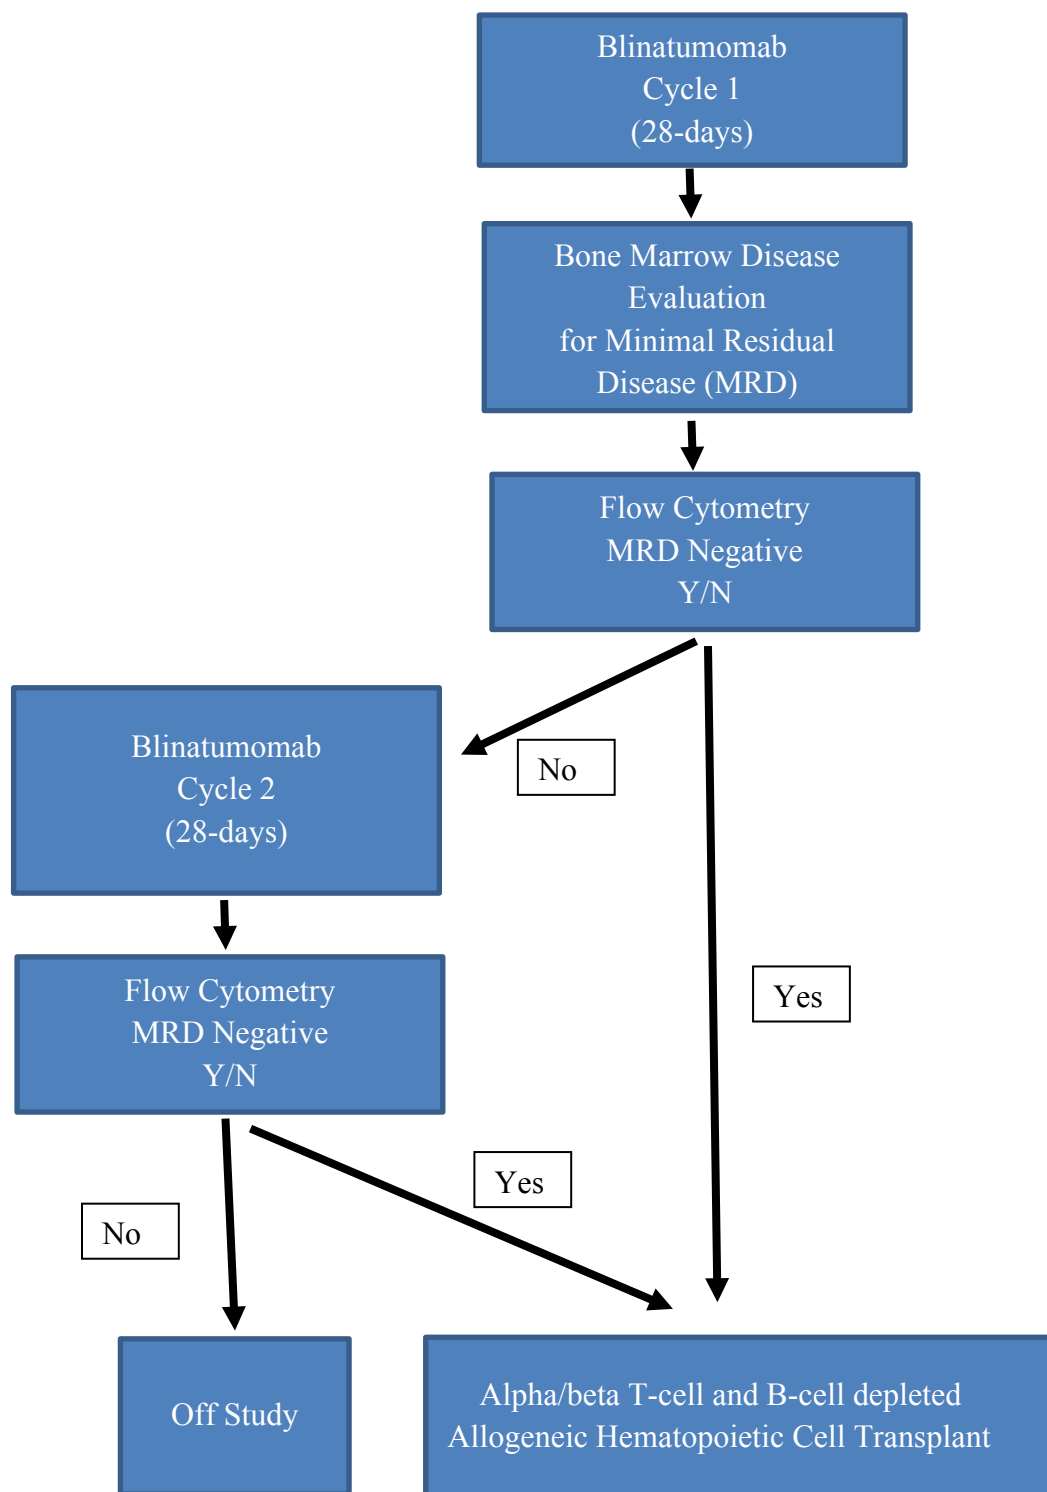 Blinatumomab
Cycle 1
(28-days)
Bone Marrow Disease
Evaluation
for Minimal Residual
Disease (MRD)
Flow Cytometry
MRD Negative
Y/N
No
Blinatumomab
Cycle 2
(28-days)
Yes
Flow Cytometry
MRD Negative
Y/N
Yes
No
Off Study
Alpha/beta T-cell and B-cell depleted
Allogeneic Hematopoietic Cell Transplant